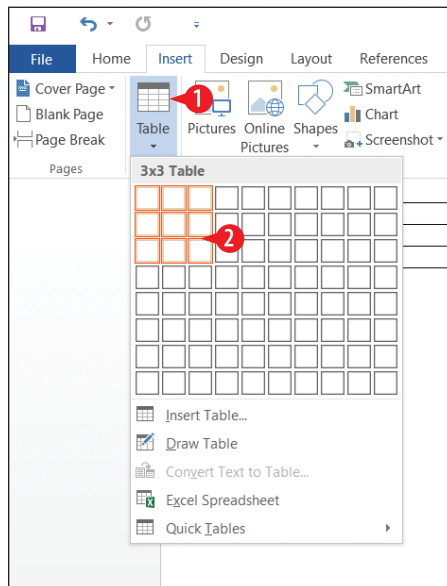 File Home Insert Design Layout References
Cover Page
Blank Page
Page Break
Pages
Table
Pictures
Online
Pictures
Shapes
SmartArt
Chart
Screenshot
1
3x3 Table
2
Insert Table...
Draw Table
Convert Text to Table...
Excel Spreadsheet
Quick Tables